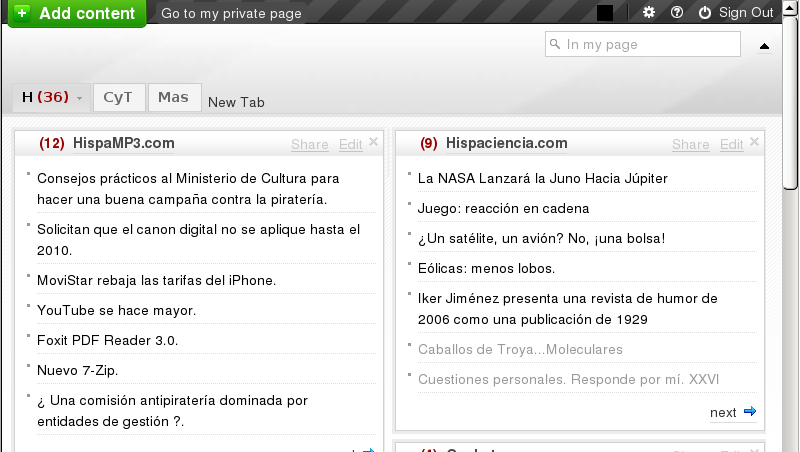 Add content
Go to my private page
Sign Out
In my page
H (36)
CyT
Mas
New Tab
(12) HispaMP3.com
Share Edit
Consejos prácticos al Ministerio de Cultura para
hacer una buena campaña contra la piratería.
Solicitan que el canon digital no se aplique hasta el
2010.
MoviStar rebaja las tarifas del iPhone.
YouTube se hace mayor.
Foxit PDF Reader 3.0.
Nuevo 7-Zip.
¿ Una comisión antipiratería dominada por
entidades de gestión ?.
(9) Hispaciencia.com
Share Edit
La NASA Lanzará la Juno Hacia Júpiter
Juego: reacción en cadena
¿Un satélite, un avión? No, ¡una bolsa!
Eólicas: menos lobos.
Iker Jiménez presenta una revista de humor de
2006 como una publicación de 1929
Caballos de Troya...Moleculares
Cuestiones personales. Responde por mí. XXVI
next